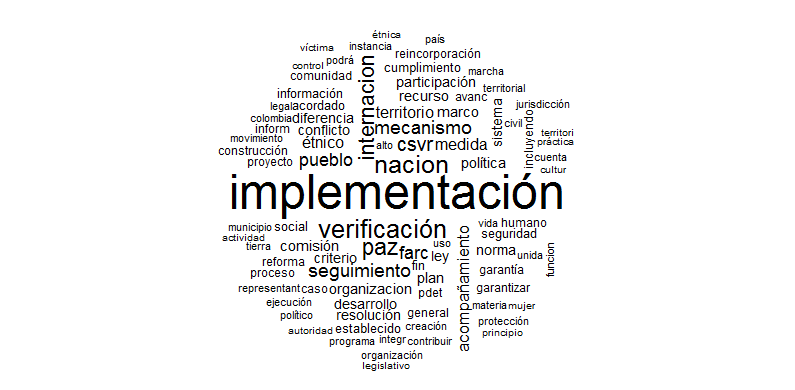 étnica
país
víctima
instancia
reincorporación
control
podrá
cumplimiento
marcha
comunidad
internacion
participación
territorial
información
recurso
avanc
sistema
jurisdicción
legal
acordado
territorio
marco
incluyendo
colombia
diferencia
mecanismo
civil
inform
conflicto
territori
movimiento
étnico
alto
csvr
medida
práctica
construcción
pueblo
nacion
política
cuenta
proyecto
cultur
implementación
municipio
social
verificación
vida
humano
actividad
acompañamiento
seguridad
tierra
comisión
paz
farc
uso
ley
norma
unida
funcion
reforma
criterio
fin
garantía
proceso
seguimiento
plan
representant
caso
organizacion
pdet
garantizar
ejecución
desarrollo
materia
mujer
político
resolución
general
protección
autoridad
establecido
creación
principio
programa
integr
contribuir
organización
legislativo